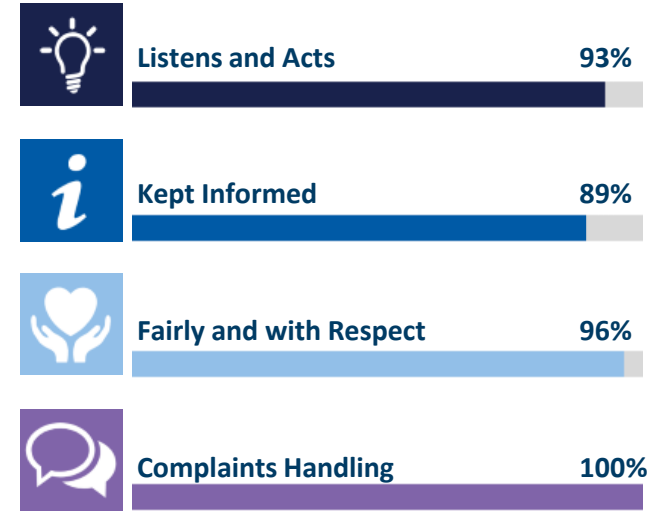 Listens and Acts 93%
Kept Informed 89%
Fairly and with Respect 96%
Complaints Handling 100%